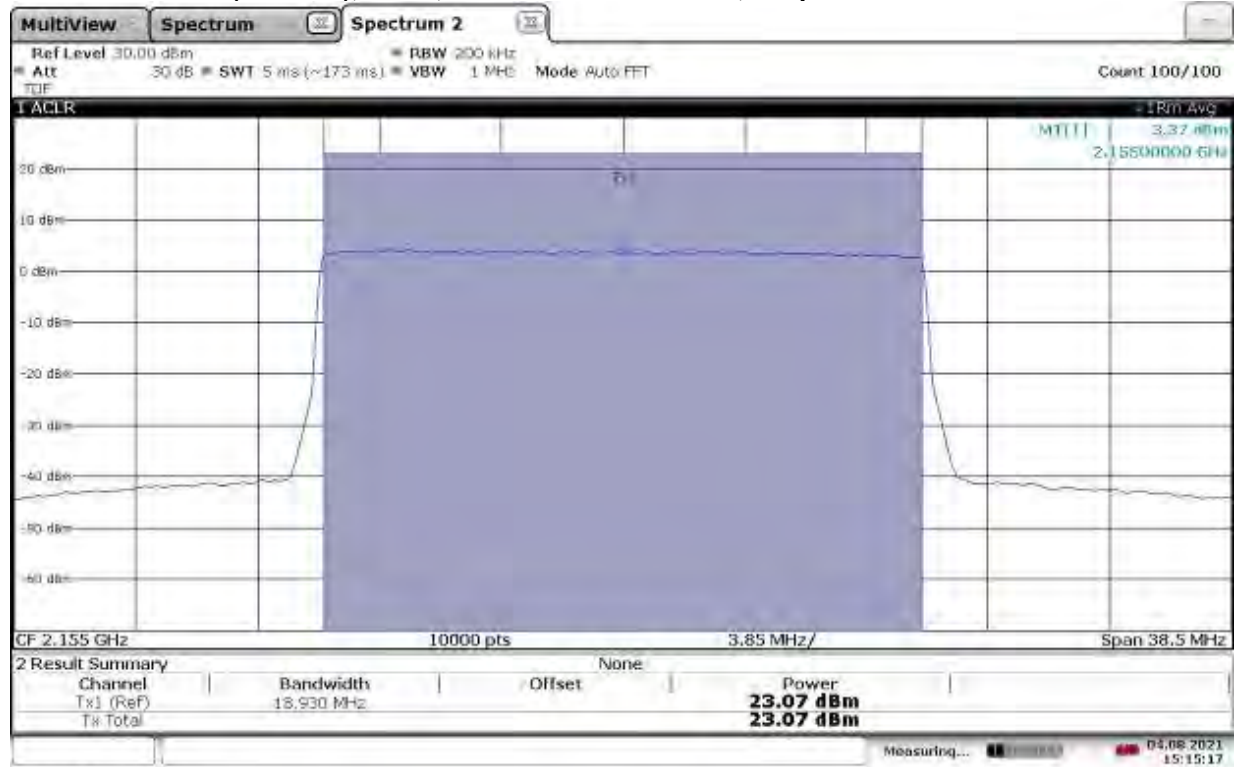 MultiView Spectrum Spectrum 2
Ref Level 30.00 dBm RBW 200 kHz
Att 30 dB SWT 5 ms (~173 ms) VBW 1 MHz Mode Auto FFT Count 100/100
TDF
1 ACLR 1Rm Avg
M1[1] 3.37 dBm
2.15500000 GHz
20 dBm
Tx1
10 dBm
0 dBm
-10 dBm
-20 dBm
-30 dBm
-40 dBm
-50 dBm
-60 dBm
CF 2.155 GHz 10000 pts 3.85 MHz/ Span 38.5 MHz
2 Result Summary None
Channel Bandwidth Offset Power
Tx1 (Ref) 18.930 MHz 23.07 dBm
Tx Total 23.07 dBm
Measuring... 04.08.2021
15:15:17